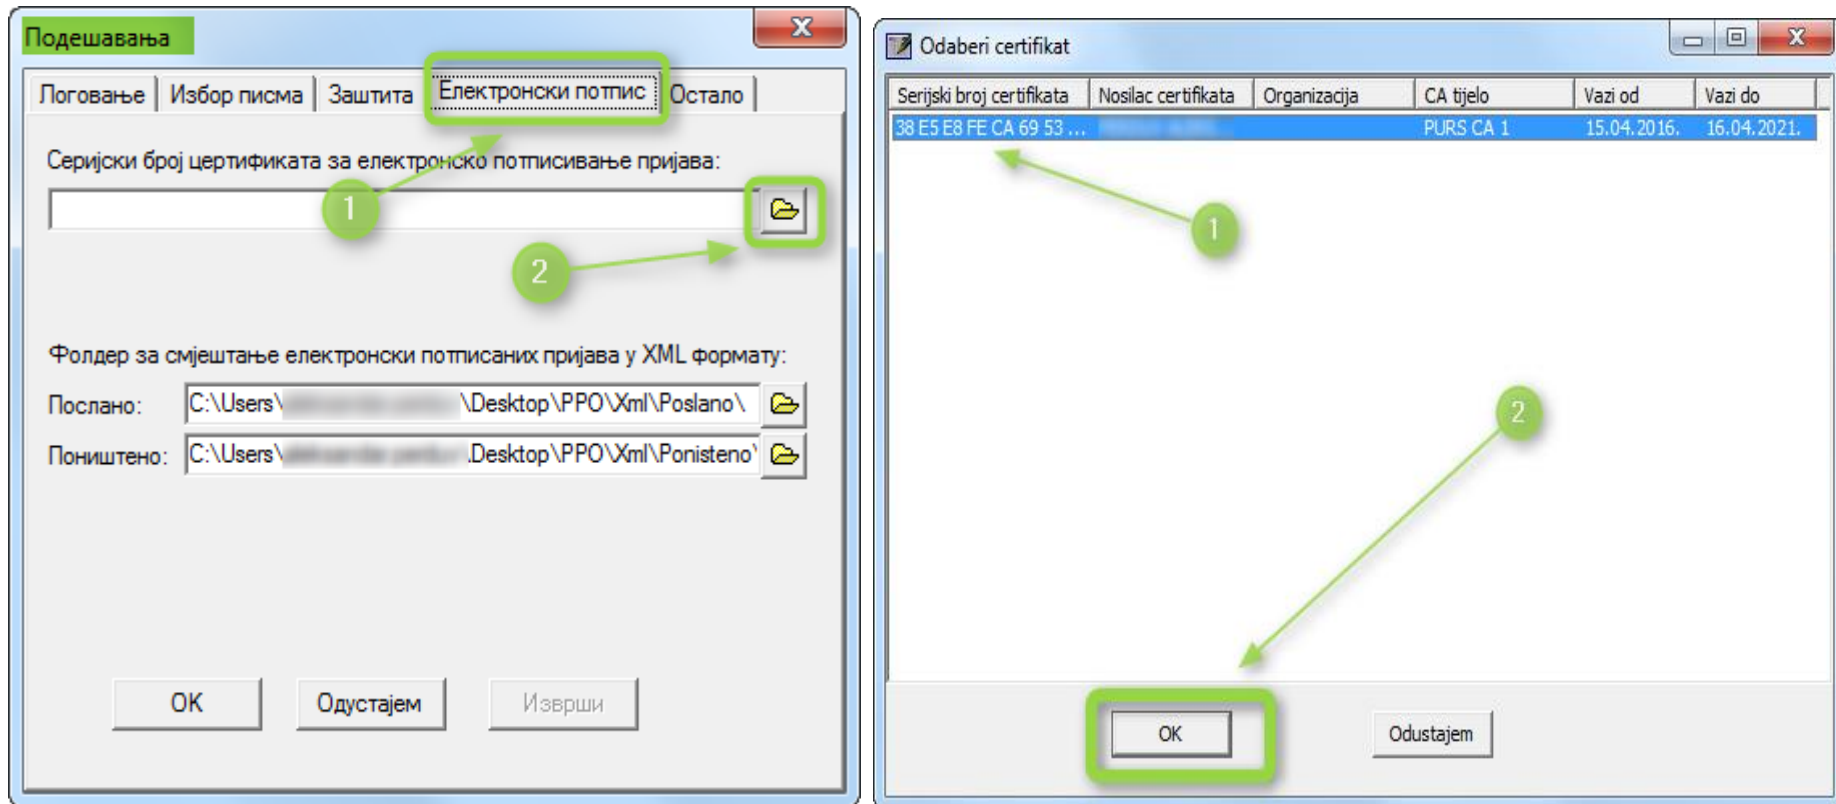 Подешавања
Логовање Избор писма Заштита Електронски потпис Остало
Серијски број цертификата за електронско потписивање пријава:
1
2
Фолдер за смјештање електронски потписаних пријава у XML формату:
Послано: C:\Users\ \Desktop\PPO\Xml\Poslano\
Поништено: C:\Users\ .Desktop\PPO\Xml\Ponisteno\
OK Одустајем Изврши
Odaberi certifikat
Serijski broj certifikata Nosilac certifikata Organizacija CA tijelo Vazi od Vazi do
38 E5 E8 FE CA 69 53 ... PURS CA 1 15.04.2016. 16.04.2021.
1
2
OK Odustajem